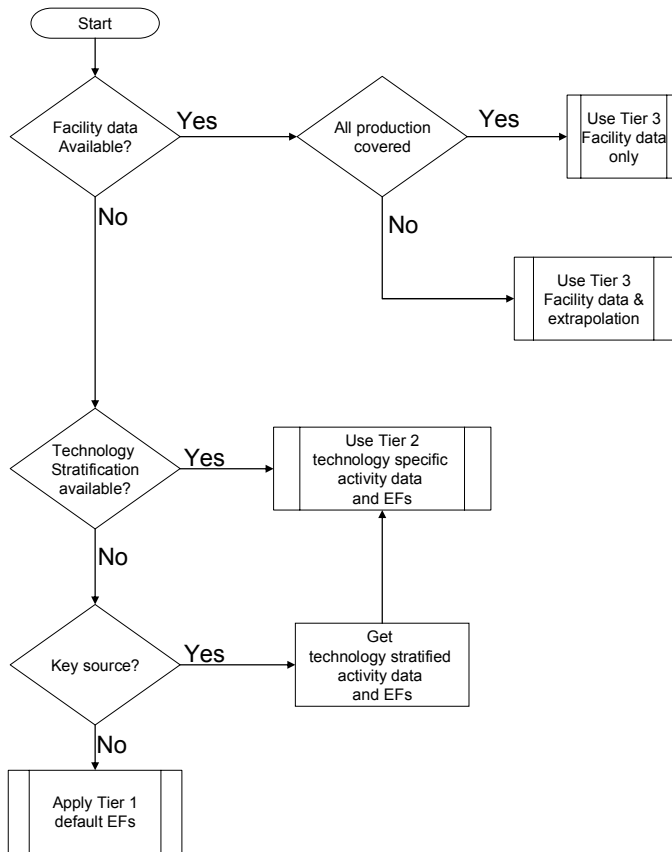 Start
Facility data
Available?
Yes
All production
covered
Yes
Use Tier 3
Facility data
only
No
No
Use Tier 3
Facility data &
extrapolation
Technology
Stratification
available?
Yes
Use Tier 2
technology specific
activity data
and EFs
No
Key source?
Yes
Get
technology stratified
activity data
and EFs
No
Apply Tier 1
default EFs